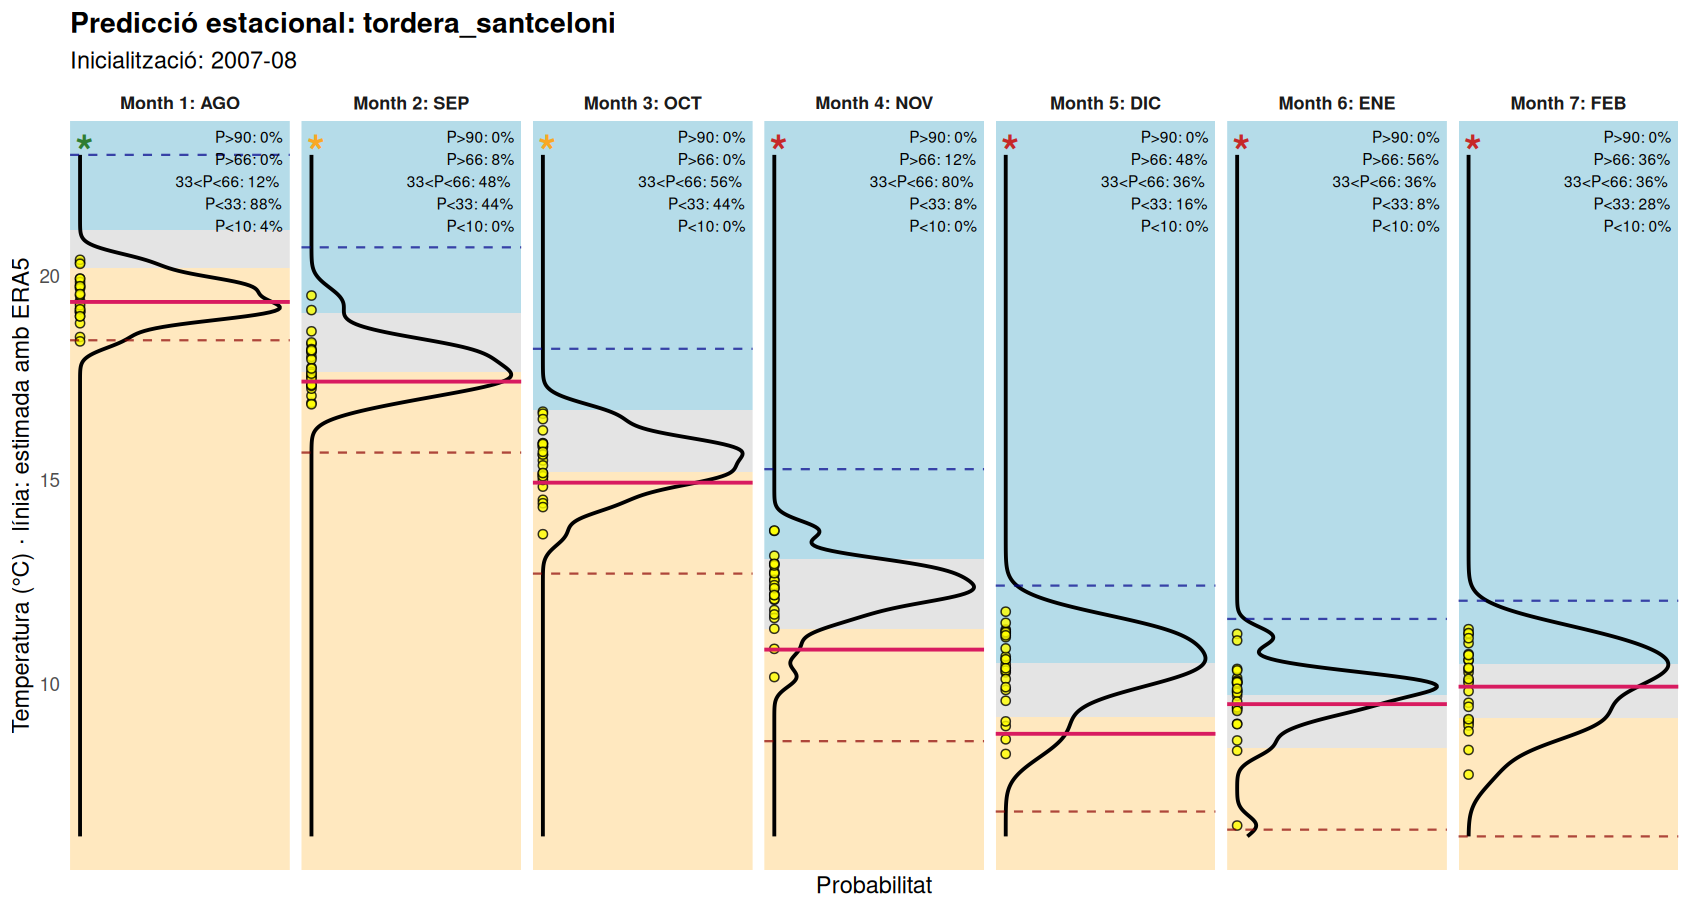 Predicció estacional: tordera_santceloni
Inicialització: 2007-08
Month 1: AGO
Month 2: SEP
Month 3: OCT
Month 4: NOV
Month 5: DIC
Month 6: ENE
Month 7: FEB
*
P>90: 0%
P>66: 0%
33<P<66: 12%
P<33: 88%
P<10: 4%
*
P>90: 0%
P>66: 8%
33<P<66: 48%
P<33: 44%
P<10: 0%
*
P>90: 0%
P>66: 0%
33<P<66: 56%
P<33: 44%
P<10: 0%
*
P>90: 0%
P>66: 12%
33<P<66: 80%
P<33: 8%
P<10: 0%
*
P>90: 0%
P>66: 48%
33<P<66: 36%
P<33: 16%
P<10: 0%
*
P>90: 0%
P>66: 56%
33<P<66: 36%
P<33: 8%
P<10: 0%
*
P>90: 0%
P>66: 36%
33<P<66: 36%
P<33: 28%
P<10: 0%
20
15
10
Temperatura (°C) · línia: estimada amb ERA5
Probabilitat